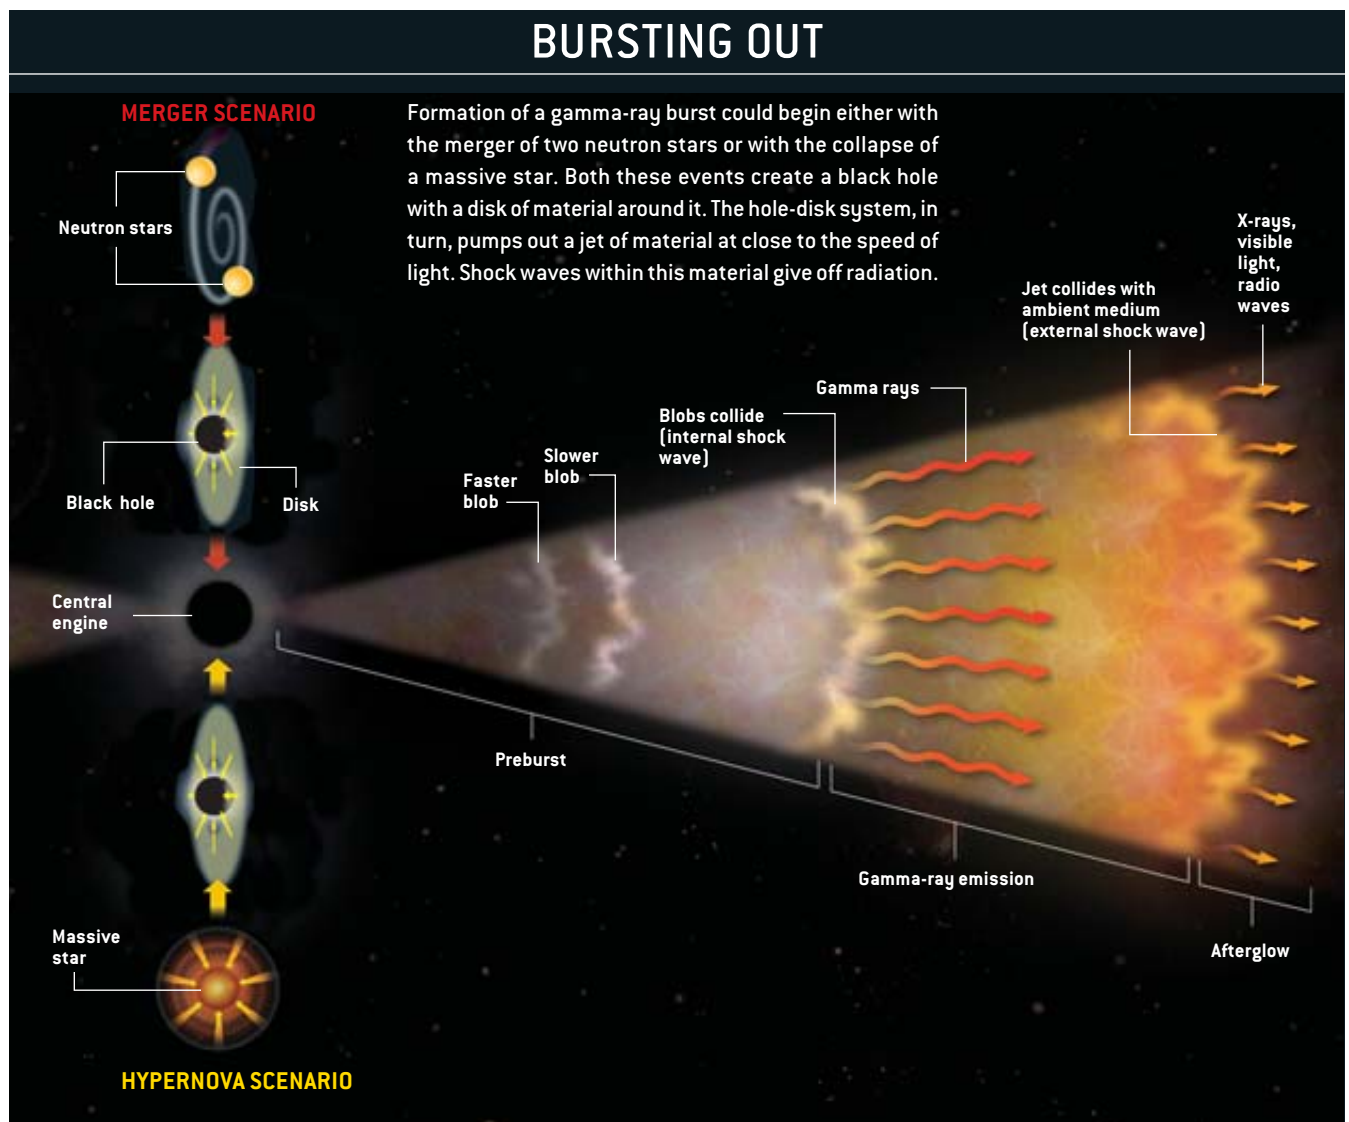 BURSTING OUT
MERGER SCENARIO
Formation of a gamma-ray burst could begin either with
the merger of two neutron stars or with the collapse of
a massive star. Both these events create a black hole
with a disk of material around it. The hole-disk system, in
turn, pumps out a jet of material at close to the speed of
light. Shock waves within this material give off radiation.
Neutron stars
X-rays,
visible
light,
radio
waves
Jet collides with
ambient medium
(external shock wave)
Gamma rays
Blobs collide
(internal shock
wave)
Slower
blob
Faster
blob
Black hole
Disk
Central
engine
Preburst
Gamma-ray emission
Afterglow
Massive
star
HYPERNOVA SCENARIO